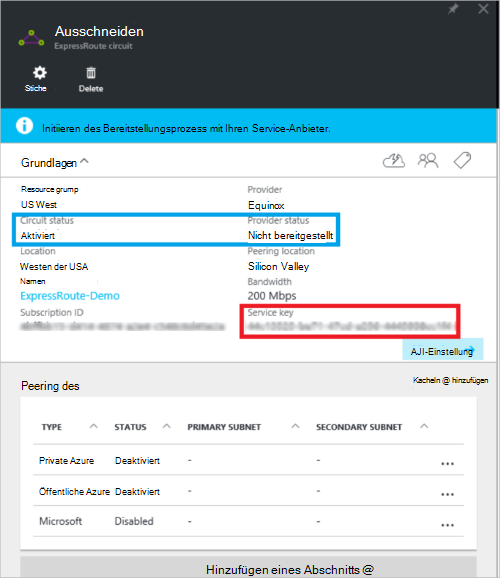 Ausschneiden
ExpressRoute circuit
Stiche
Delete
Initiieren des Bereitstellungsprozess mit Ihren Service-Anbieter.
Grundlagen
Resource grump
Provider
US West
Equinox
Circuit status
Provider status
Aktiviert
Nicht bereitgestellt
Location
Peering location
Westen der USA
Silicon Valley
Namen
Bandwidth
ExpressRoute-Demo
200 Mbps
Subscription ID
Service key
AJI-Einstellung
Kacheln @ hinzufügen
Peering des
TYPE STATUS PRIMARY SUBNET SECONDARY SUBNET
Private Azure Deaktiviert - - ...
Öffentliche Azure Deaktiviert - - ...
Microsoft Disabled - - ...
Hinzufügen eines Abschnitts @